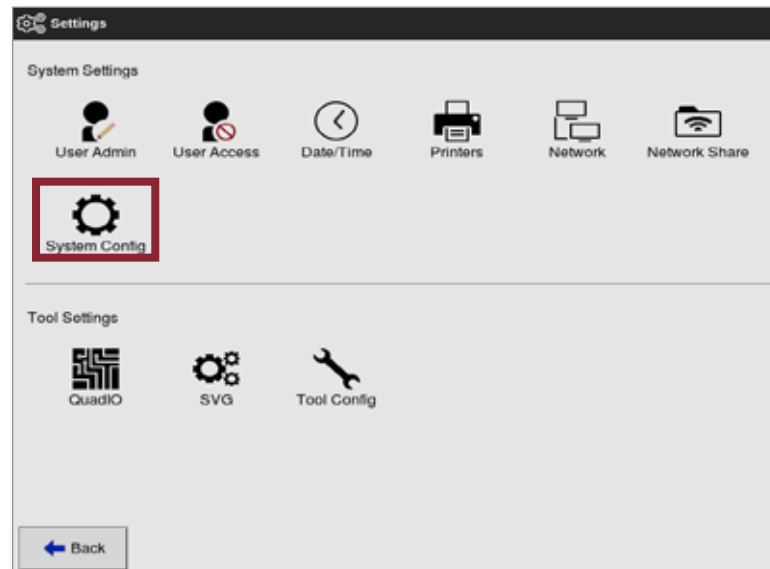 Settings
System Settings
User Admin
User Access
Date/Time
Printers
Network
Network Share
System Config
Tool Settings
QuadIO
SVG
Tool Config
Back